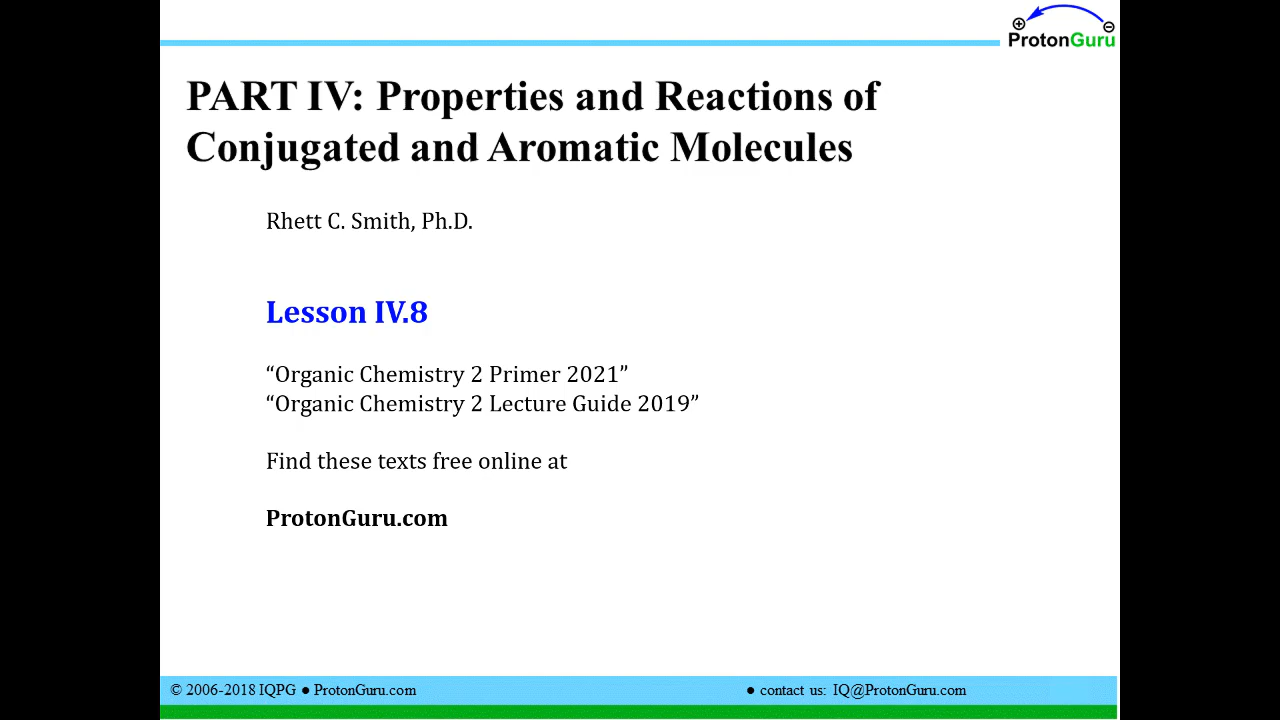 ⊕ ⊖
ProtonGuru
PART IV: Properties and Reactions of
Conjugated and Aromatic Molecules
Rhett C. Smith, Ph.D.
Lesson IV.8
“Organic Chemistry 2 Primer 2021”
“Organic Chemistry 2 Lecture Guide 2019”
Find these texts free online at
ProtonGuru.com
© 2006-2018 IQPG ● ProtonGuru.com ● contact us: IQ@ProtonGuru.com